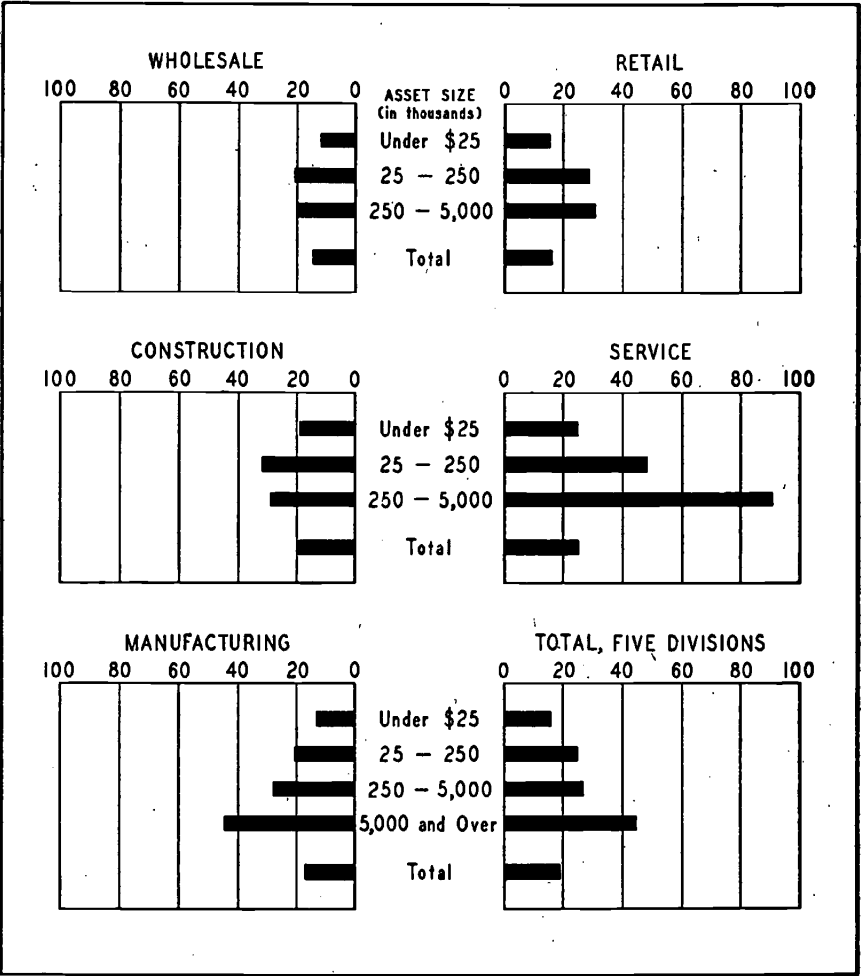 WHOLESALE RETAIL
100 80 60 40 20 0 ASSET SIZE 0 20 40 60 80 100
(in thousands)
Under $25
25 – 250
250 – 5,000
Total
CONSTRUCTION SERVICE
100 80 60 40 20 0 0 20 40 60 80 100
Under $25
25 – 250
250 – 5,000
Total
MANUFACTURING TOTAL, FIVE DIVISIONS
100 80 60 40 20 0 0 20 40 60 80 100
Under $25
25 – 250
250 – 5,000
5,000 and Over
Total